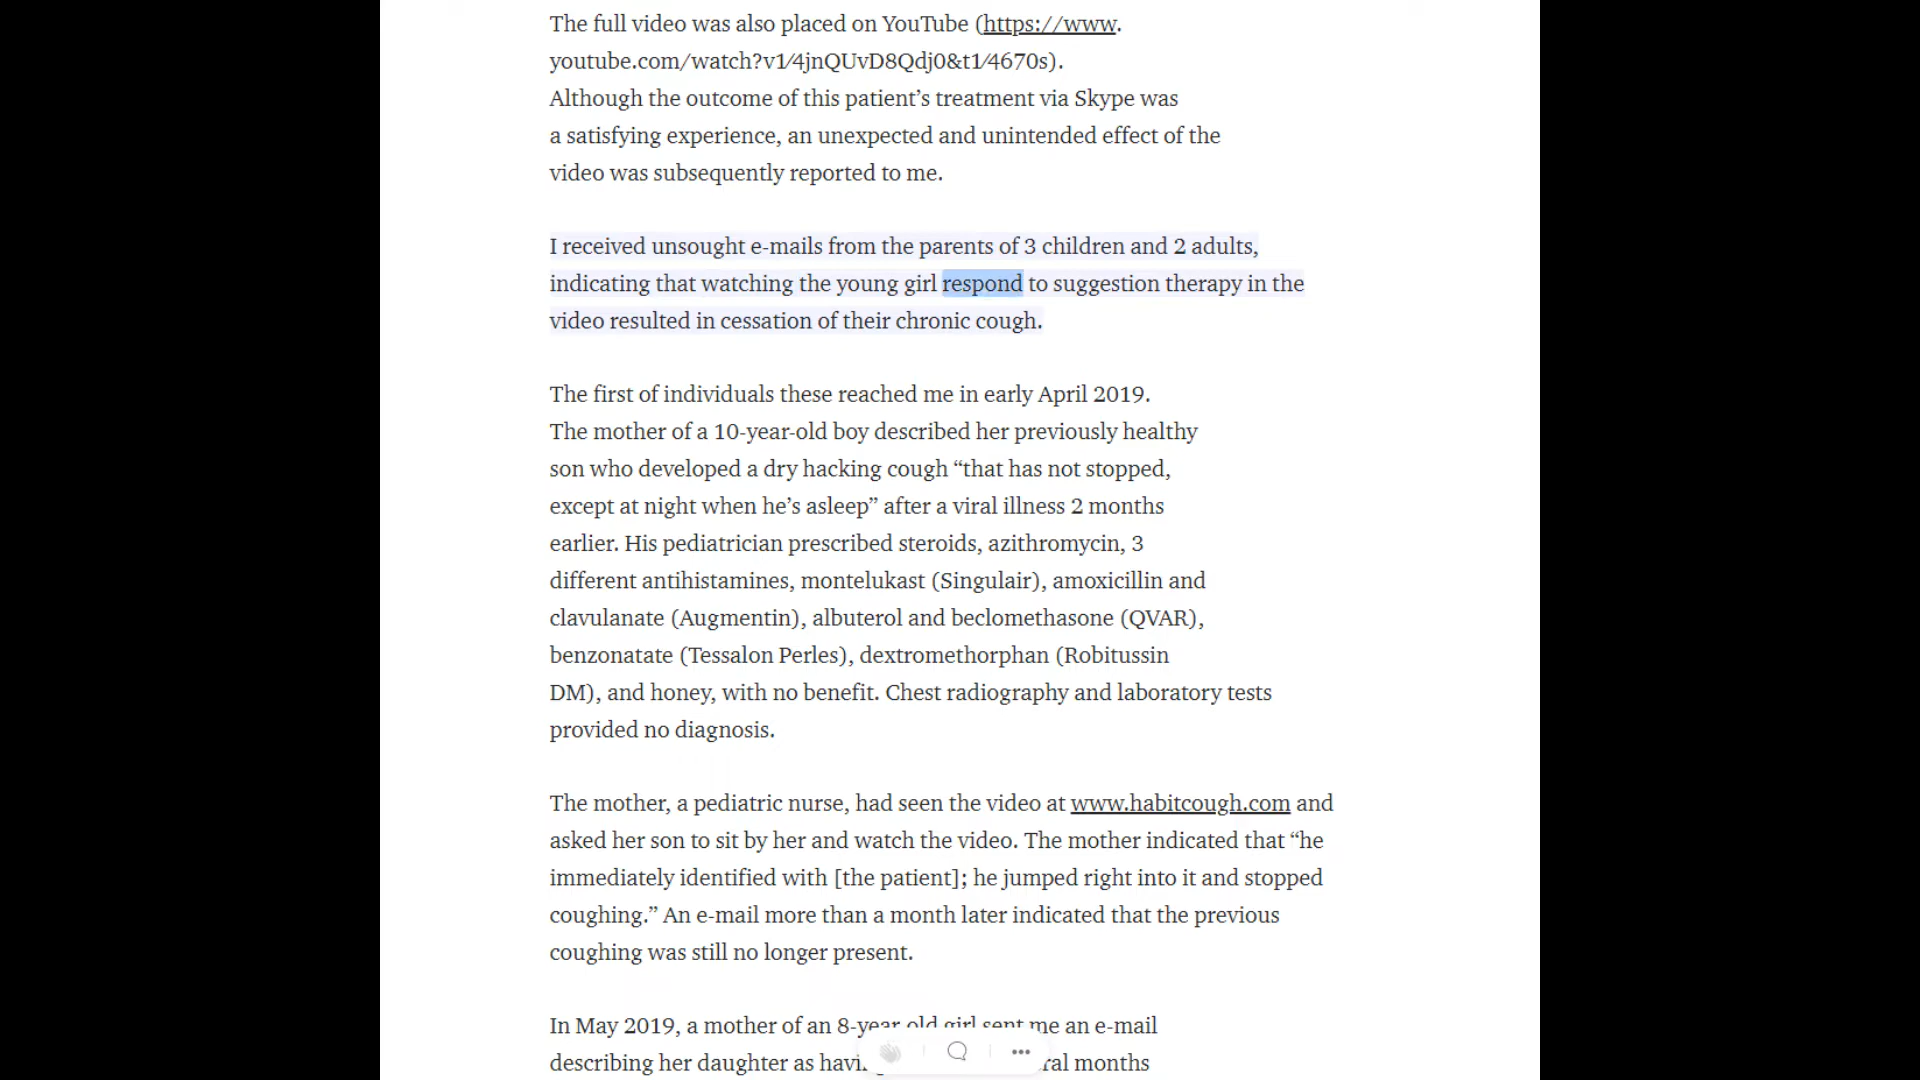 The full video was also placed on YouTube (https://www.
youtube.com/watch?v1⁄4jnQUvD8Qdj0&t1⁄4670s).
Although the outcome of this patient’s treatment via Skype was
a satisfying experience, an unexpected and unintended effect of the
video was subsequently reported to me.
I received unsought e-mails from the parents of 3 children and 2 adults,
indicating that watching the young girl respond to suggestion therapy in the
video resulted in cessation of their chronic cough.
The first of individuals these reached me in early April 2019.
The mother of a 10-year-old boy described her previously healthy
son who developed a dry hacking cough “that has not stopped,
except at night when he’s asleep” after a viral illness 2 months
earlier. His pediatrician prescribed steroids, azithromycin, 3
different antihistamines, montelukast (Singulair), amoxicillin and
clavulanate (Augmentin), albuterol and beclomethasone (QVAR),
benzonatate (Tessalon Perles), dextromethorphan (Robitussin
DM), and honey, with no benefit. Chest radiography and laboratory tests
provided no diagnosis.
The mother, a pediatric nurse, had seen the video at www.habitcough.com and
asked her son to sit by her and watch the video. The mother indicated that “he
immediately identified with [the patient]; he jumped right into it and stopped
coughing.” An e-mail more than a month later indicated that the previous
coughing was still no longer present.
In May 2019, a mother of an 8-year old girl sent me an e-mail
describing her daughter as months